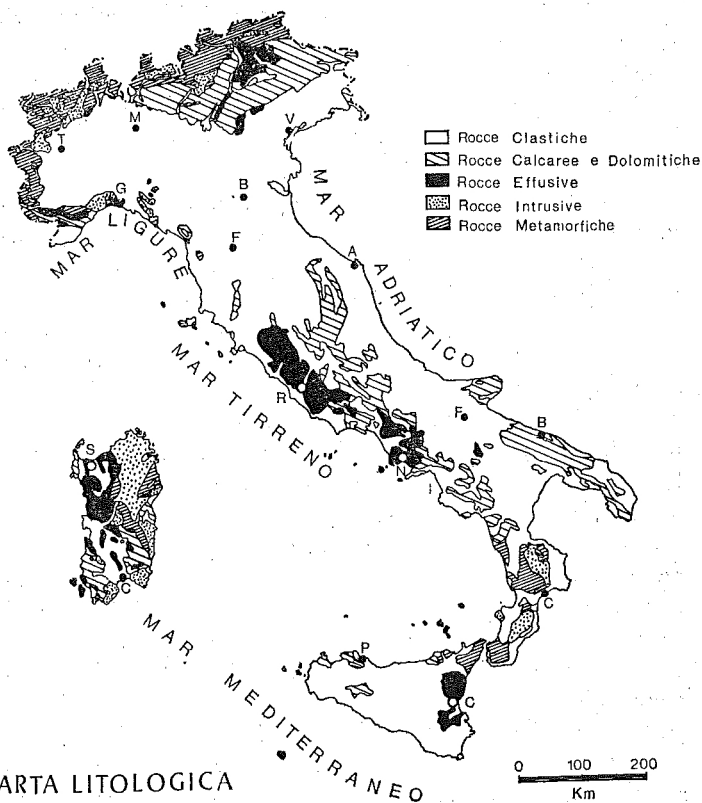 M
V
T
Rocce Clastiche
Rocce Calcaree e Dolomitiche
Rocce Effusive
Rocce Intrusive
Rocce Metamorfiche
G
B
MAR ADRIATICO
MAR LIGURE
F
A
MAR TIRRENO
R
F
B
N
S
C
C
MAR MEDITERRANEO
P
C
0 100 200
Km
ARTA LITOLOGICA